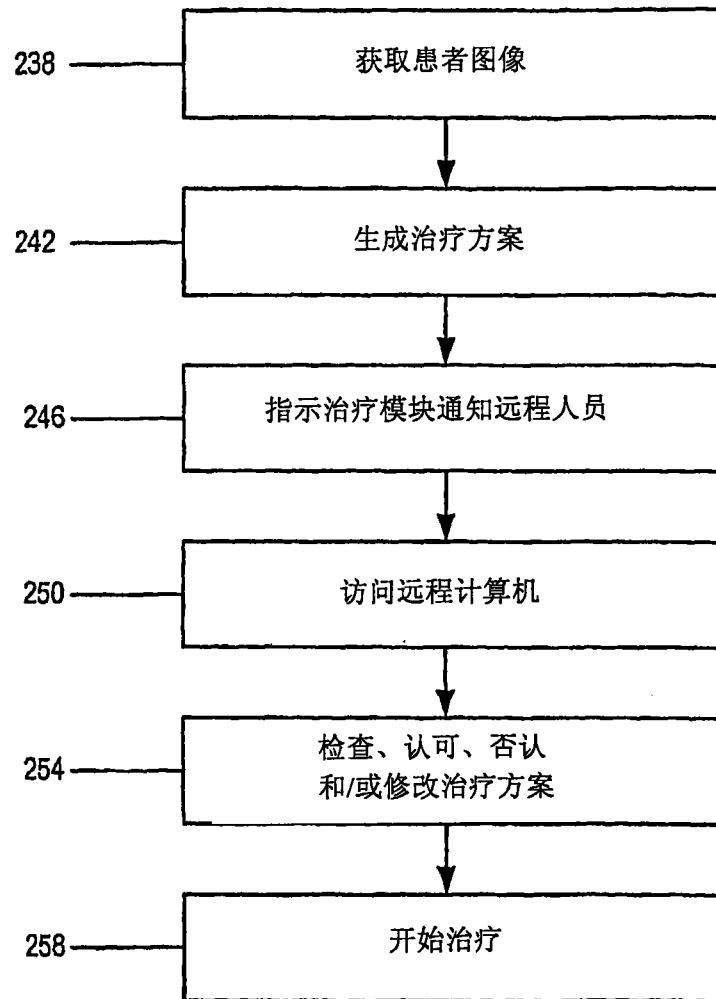 238
获取患者图像
242
生成治疗方案
246
指示治疗模块通知远程人员
250
访问远程计算机
254
检查、认可、否认
和/或修改治疗方案
258
开始治疗